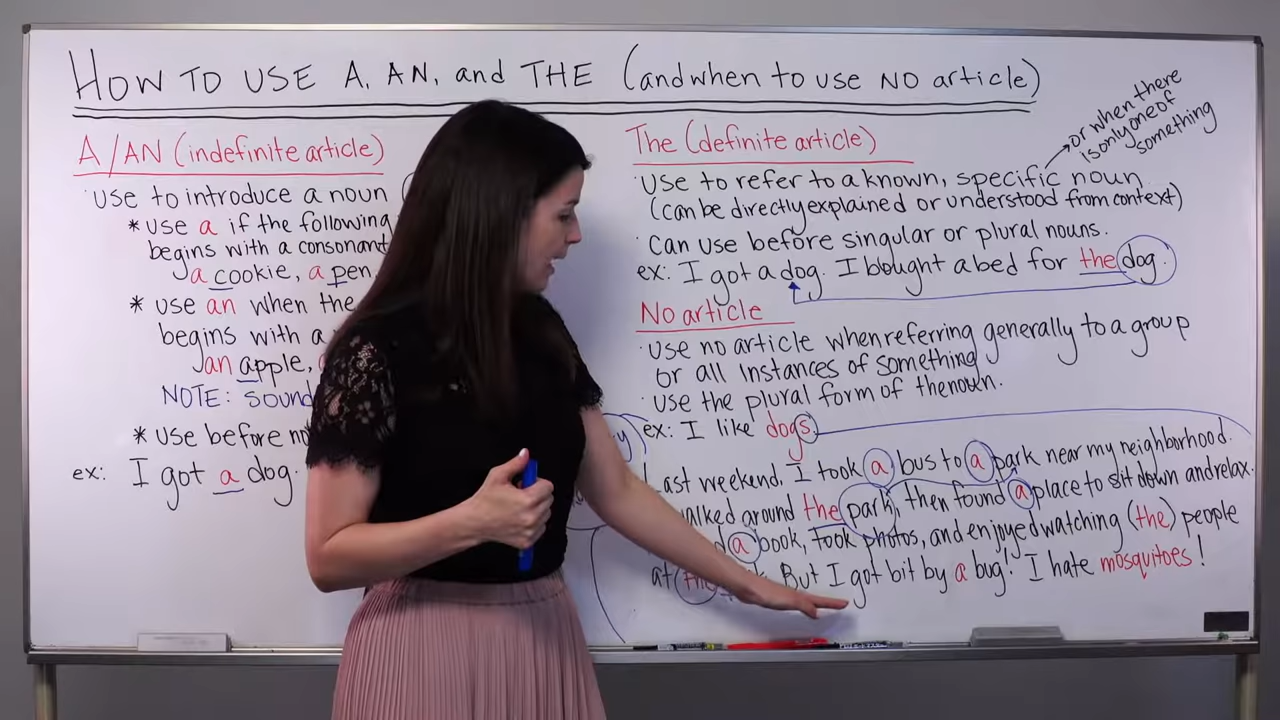 HOW TO USE A, AN, and THE (and when to use NO article)
A/AN (indefinite article)
· use to introduce a noun
* use a if the following
begins with a consonant
a cookie, a pen
* use an when the
begins with a
an apple,
NOTE: sound
* use before
ex: I got a dog.
The (definite article)
→ or when there
is only one of
something
· Use to refer to a known, specific noun
(can be directly explained or understood from context)
· Can use before singular or plural nouns.
ex: I got a dog. I bought a bed for the dog.
No article
· use no article when referring generally to a group
or all instances of something
· use the plural form of the noun.
ex: I like dogs.
Last weekend, I took a bus to a park near my neighborhood.
alked around the park, then found a place to sit down and relax.
a book, took photos, and enjoyed watching (the) people
at the But I got bit by a bug! I hate mosquitoes!